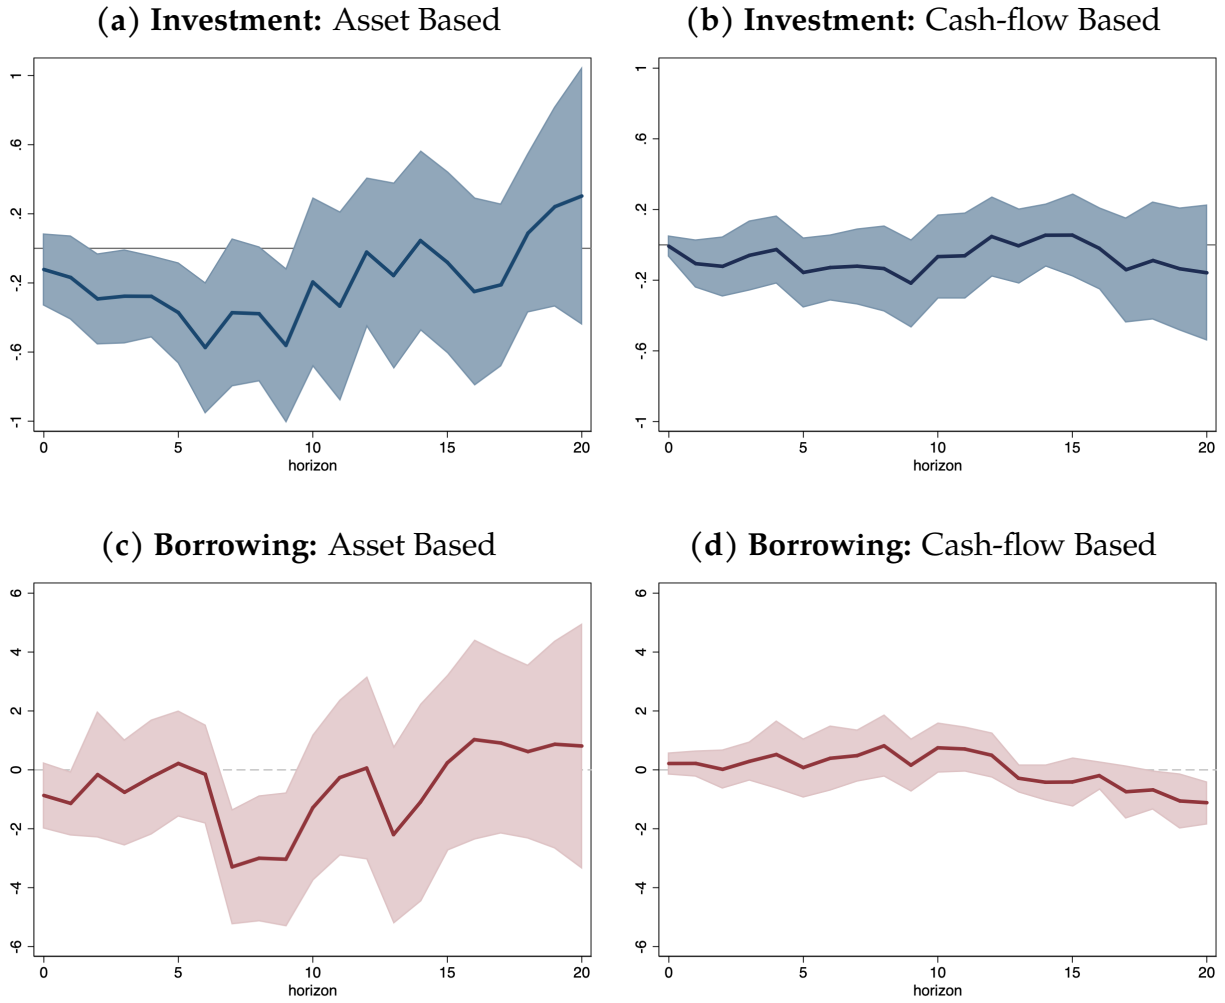 (a) Investment: Asset Based
1
.6
.2
-.2
-.6
-1
0 5 10 15 20
horizon
(b) Investment: Cash-flow Based
1
.6
.2
-.2
-.6
-1
0 5 10 15 20
horizon
(c) Borrowing: Asset Based
6
4
2
0
-2
-4
-6
0 5 10 15 20
horizon
(d) Borrowing: Cash-flow Based
6
4
2
0
-2
-4
-6
0 5 10 15 20
horizon